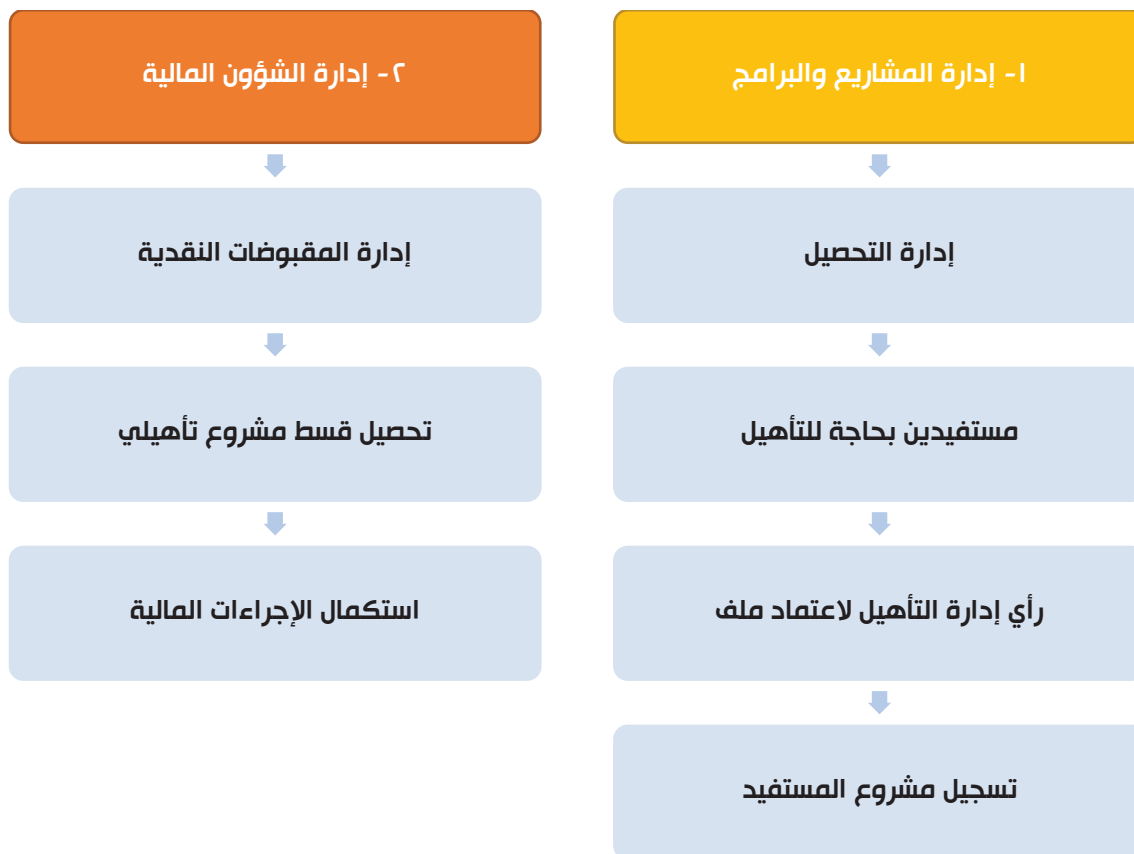 ١- إدارة المشاريع والبرامج
إدارة التحصيل
مستفيدين بحاجة للتأهيل
رأي إدارة التأهيل لاعتماد ملف
تسجيل مشروع المستفيد
٢- إدارة الشؤون المالية
إدارة المقبوضات النقدية
تحصيل قسط مشروع تأهيلي
استكمال الإجراءات المالية